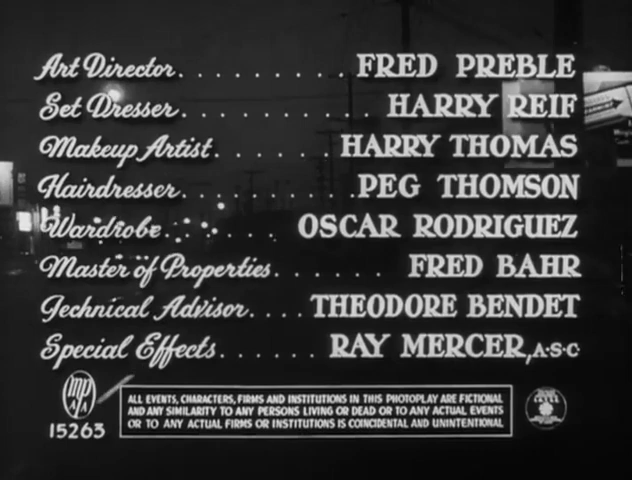 Art Director. . . . . . . . . . FRED PREBLE
Set Dresser. . . . . . . . . . HARRY REIF
Makeup Artist. . . . . . . HARRY THOMAS
Hairdresser. . . . . . . . . . PEG THOMSON
Wardrobe. . . . . . . OSCAR RODRIGUEZ
Master of Properties. . . . . . . FRED BAHR
Technical Advisor. . . . THEODORE BENDET
Special Effects. . . . . . RAY MERCER, A·S·C
MPAA
15263
ALL EVENTS, CHARACTERS, FIRMS AND INSTITUTIONS IN THIS PHOTOPLAY ARE FICTIONAL
AND ANY SIMILARITY TO ANY PERSONS LIVING OR DEAD OR TO ANY ACTUAL EVENTS
OR TO ANY ACTUAL FIRMS OR INSTITUTIONS IS COINCIDENTAL AND UNINTENTIONAL